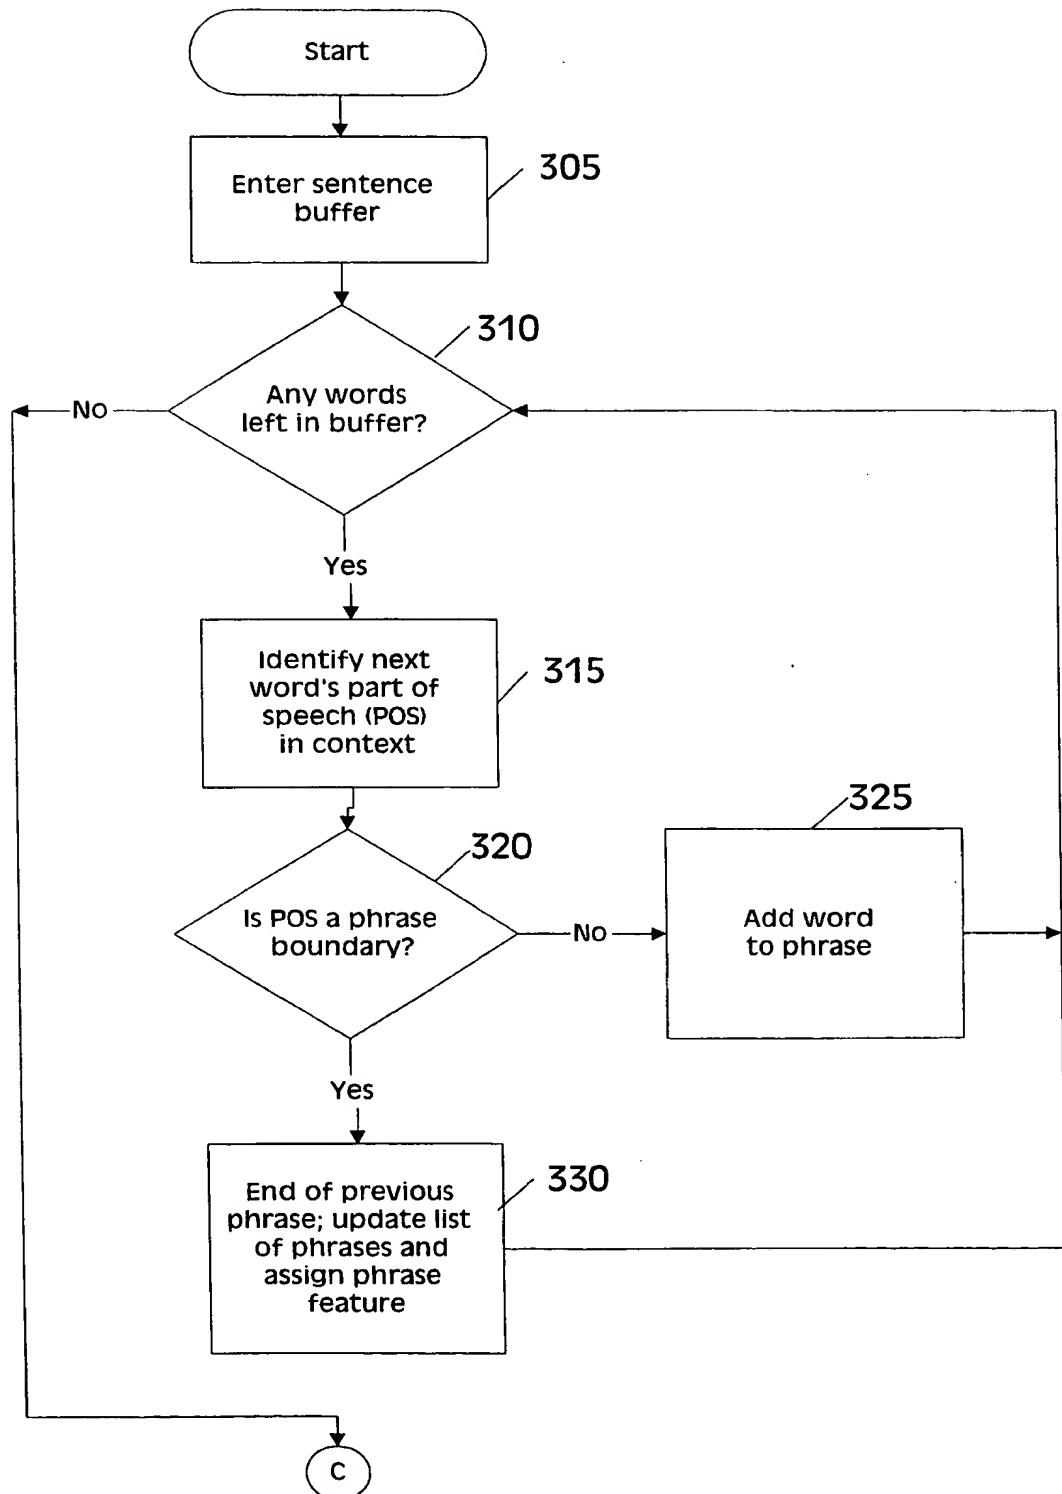 Start
305
Enter sentence
buffer
310
Any words
left in buffer?
No
Yes
Identify next
word's part of
speech (POS)
in context
315
320
Is POS a phrase
boundary?
No
325
Add word
to phrase
Yes
330
End of previous
phrase; update list
of phrases and
assign phrase
feature
C